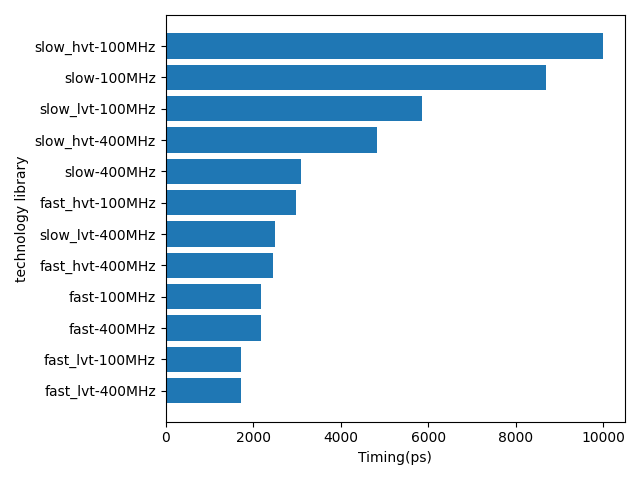 slow_hvt-100MHz
slow-100MHz
slow_lvt-100MHz
slow_hvt-400MHz
slow-400MHz
fast_hvt-100MHz
slow_lvt-400MHz
fast_hvt-400MHz
fast-100MHz
fast-400MHz
fast_lvt-100MHz
fast_lvt-400MHz
technology library
0 2000 4000 6000 8000 10000
Timing(ps)